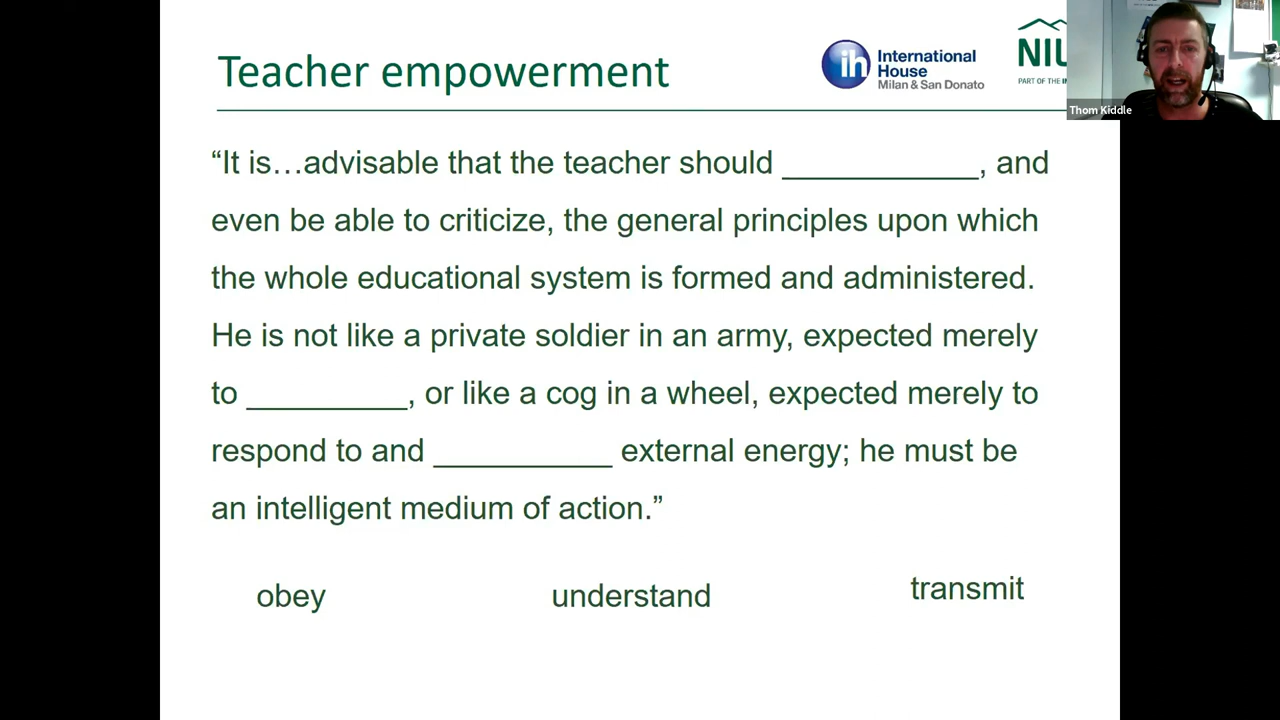 Teacher empowerment
ih International
House
Milan & San Donato
PART OF THE
Thom Kiddle
“It is…advisable that the teacher should ____________, and
even be able to criticize, the general principles upon which
the whole educational system is formed and administered.
He is not like a private soldier in an army, expected merely
to __________, or like a cog in a wheel, expected merely to
respond to and ___________ external energy; he must be
an intelligent medium of action.”
obey understand transmit